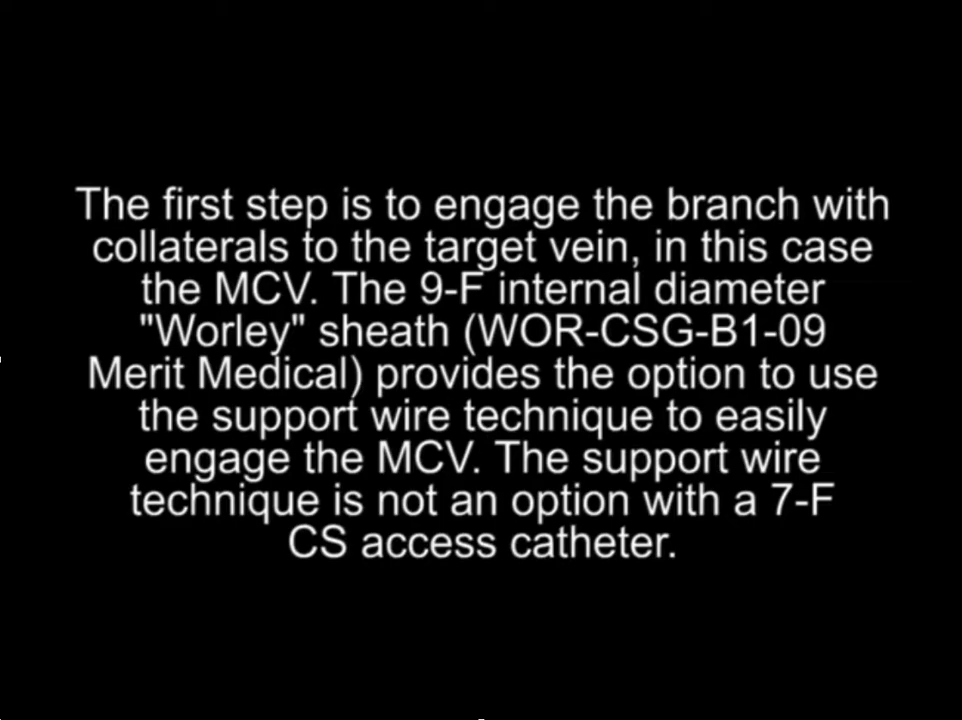 The first step is to engage the branch with
collaterals to the target vein, in this case
the MCV. The 9-F internal diameter
"Worley" sheath (WOR-CSG-B1-09
Merit Medical) provides the option to use
the support wire technique to easily
engage the MCV. The support wire
technique is not an option with a 7-F
CS access catheter.